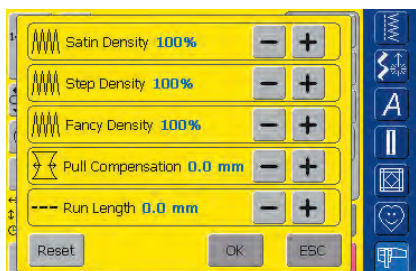 Satin Density 100%
Step Density 100%
Fancy Density 100%
Pull Compensation 0.0 mm
Run Length 0.0 mm
Reset OK ESC
A